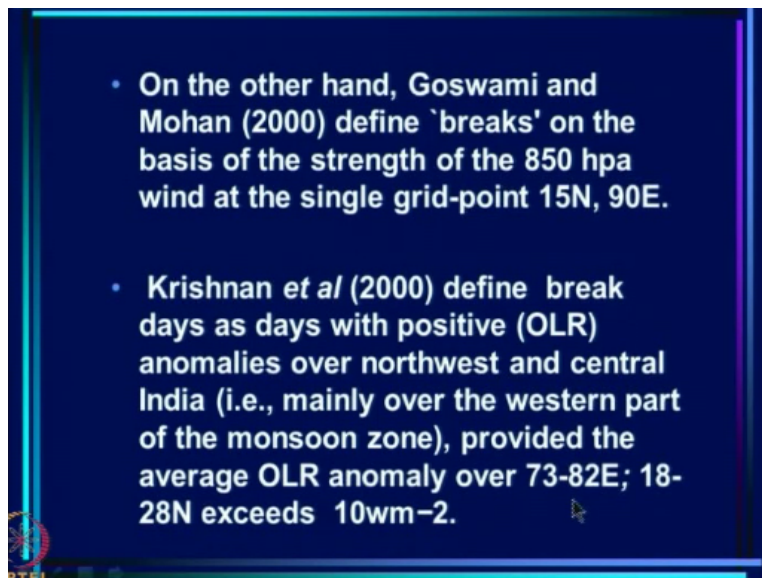 • On the other hand, Goswami and
Mohan (2000) define `breaks' on the
basis of the strength of the 850 hpa
wind at the single grid-point 15N, 90E.
• Krishnan et al (2000) define break
days as days with positive (OLR)
anomalies over northwest and central
India (i.e., mainly over the western part
of the monsoon zone), provided the
average OLR anomaly over 73-82E; 18-
28N exceeds 10wm−2.